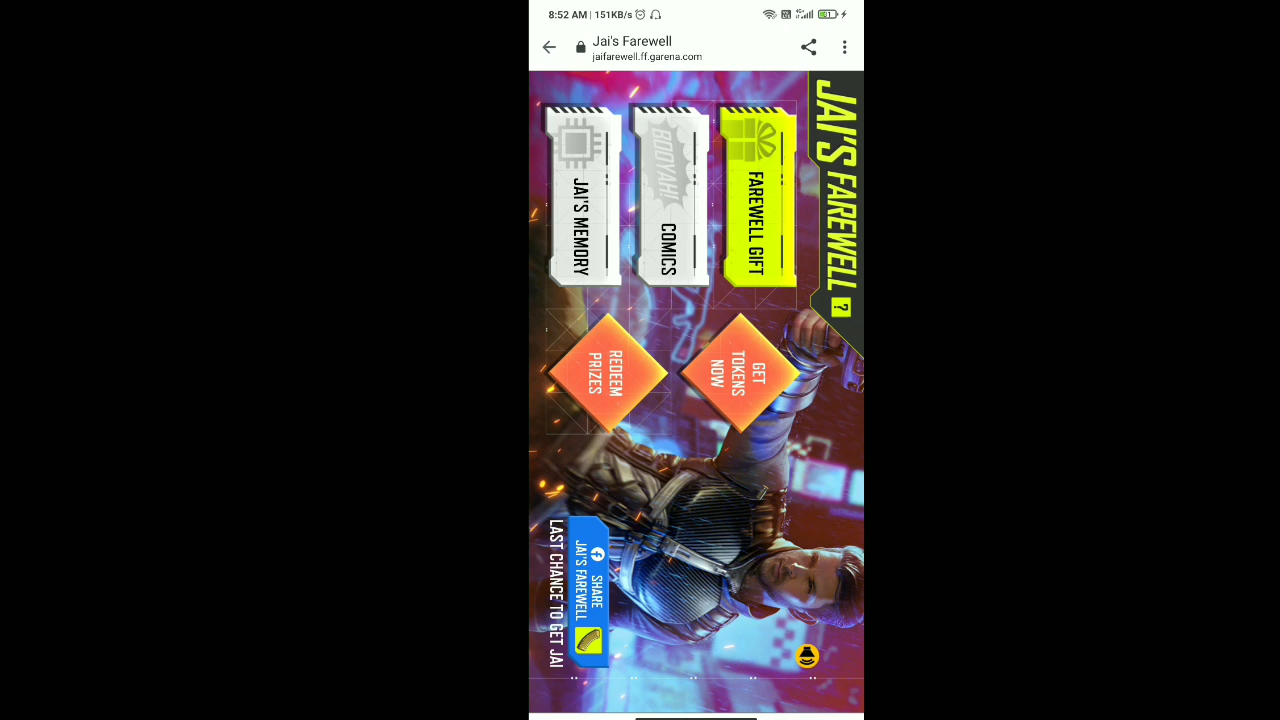 8:52 AM | 151KB/s
Jai's Farewell
jaifarewell.ff.garena.com
JAI'S FAREWELL ?
FAREWELL GIFT
BOOYAH!
COMICS
JAI'S MEMORY
GET
TOKENS
NOW
REDEEM
PRIZES
SHARE
JAI'S FAREWELL
LAST CHANCE TO GET JAI